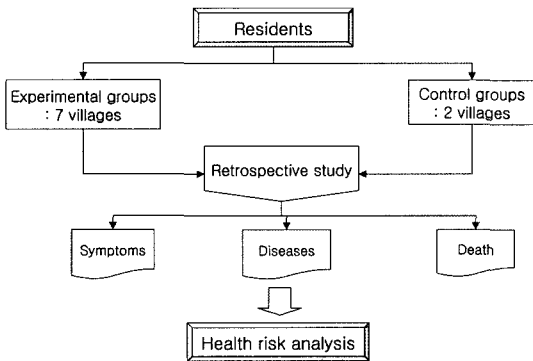 Residents
Experimental groups
: 7 villages
Control groups
: 2 villages
Retrospective study
Symptoms
Diseases
Death
Health risk analysis